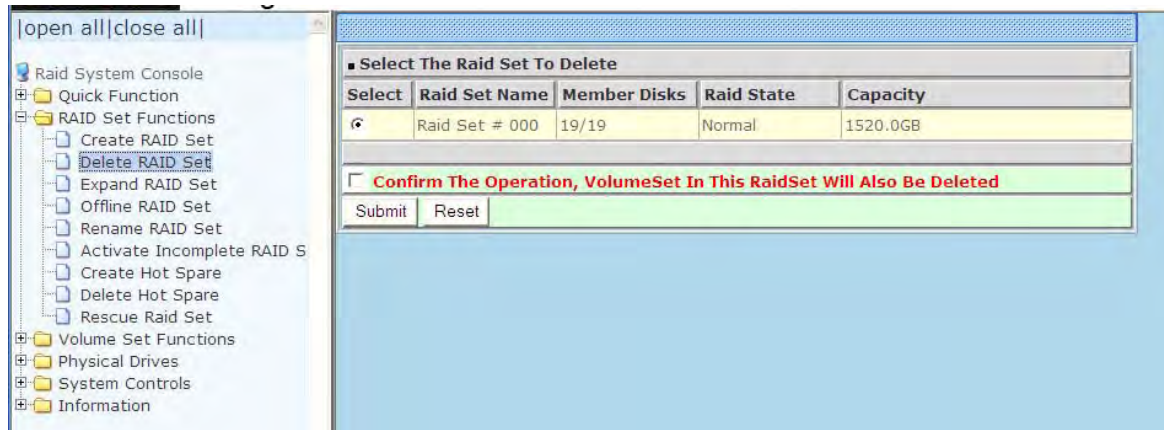 |open all|close all|
Raid System Console
Quick Function
RAID Set Functions
Create RAID Set
Delete RAID Set
Expand RAID Set
Offline RAID Set
Rename RAID Set
Activate Incomplete RAID S
Create Hot Spare
Delete Hot Spare
Rescue Raid Set
Volume Set Functions
Physical Drives
System Controls
Information
Select The Raid Set To Delete
Select Raid Set Name Member Disks Raid State Capacity
Raid Set # 000 19/19 Normal 1520.0GB
Confirm The Operation, VolumeSet In This RaidSet Will Also Be Deleted
Submit Reset